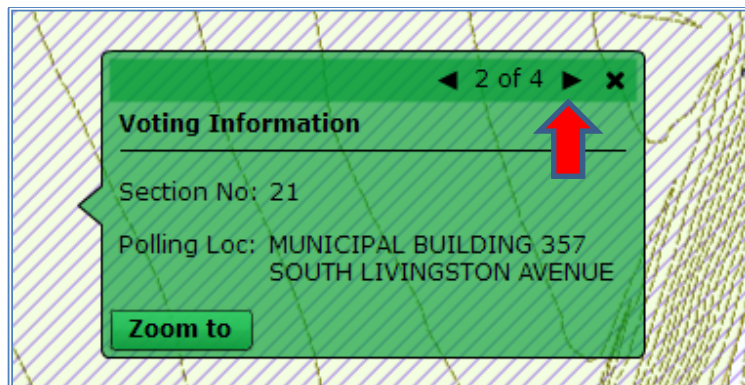 2 of 4
Voting Information
Section No: 21
Polling Loc: MUNICIPAL BUILDING 357
SOUTH LIVINGSTON AVENUE
Zoom to